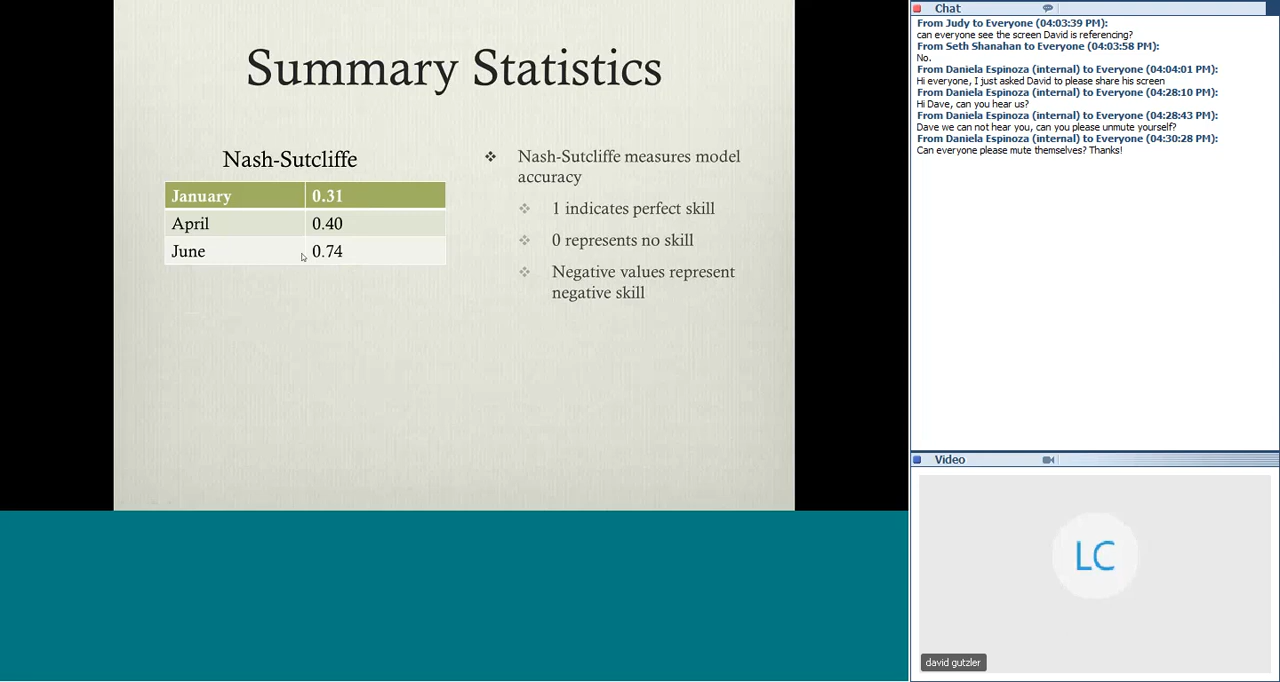 Summary Statistics
Nash-Sutcliffe
January 0.31
April 0.40
June 0.74
Nash-Sutcliffe measures model
accuracy
1 indicates perfect skill
0 represents no skill
Negative values represent
negative skill
Chat
From Judy to Everyone (04:03:39 PM):
can everyone see the screen David is referencing?
From Seth Shanahan to Everyone (04:03:58 PM):
No.
From Daniela Espinoza (internal) to Everyone (04:04:01 PM):
Hi everyone, I just asked David to please share his screen
From Daniela Espinoza (internal) to Everyone (04:28:10 PM):
Hi Dave, can you hear us?
From Daniela Espinoza (internal) to Everyone (04:28:43 PM):
Dave we can not hear you, can you please unmute yourself?
From Daniela Espinoza (internal) to Everyone (04:30:28 PM):
Can everyone please mute themselves? Thanks!
Video
LC
david gutzler